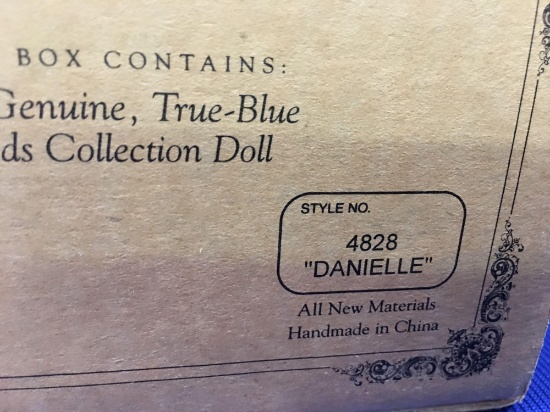 BOX CONTAINS:
Genuine, True-Blue
ds Collection Doll
STYLE NO.
4828
"DANIELLE"
All New Materials
Handmade in China